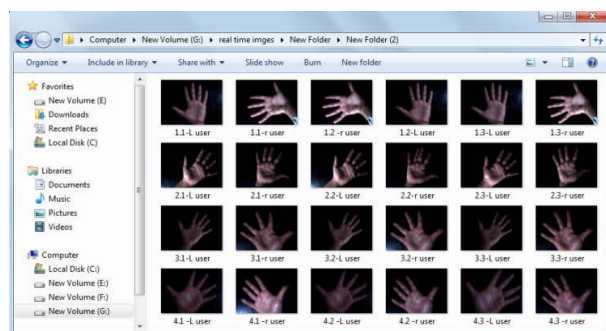 Computer ▸ New Volume (G:) ▸ real time imges ▸ New Folder ▸ New Folder (2)
Organize Include in library Share with Slide show Burn New folder
Favorites
New Volume (E)
Downloads
Recent Places
Local Disk (C)
Libraries
Documents
Music
Pictures
Videos
Computer
Local Disk (C:)
New Volume (E:)
New Volume (F:)
New Volume (G:)
1.1-L user 1.1-r user 1.2 -r user 1.2-L user 1.3-L user 1.3-r user
2.1-L user 2.1-r user 2.2-L user 2.2-r user 2.3-L user 2.3-r user
3.1-L user 3.1-r user 3.2-L user 3.2-r user 3.3-L user 3.3-r user
4.1 -L user 4.1 -r user 4.2 -L user 4.2 -r user 4.3 -L user 4.3 -r user